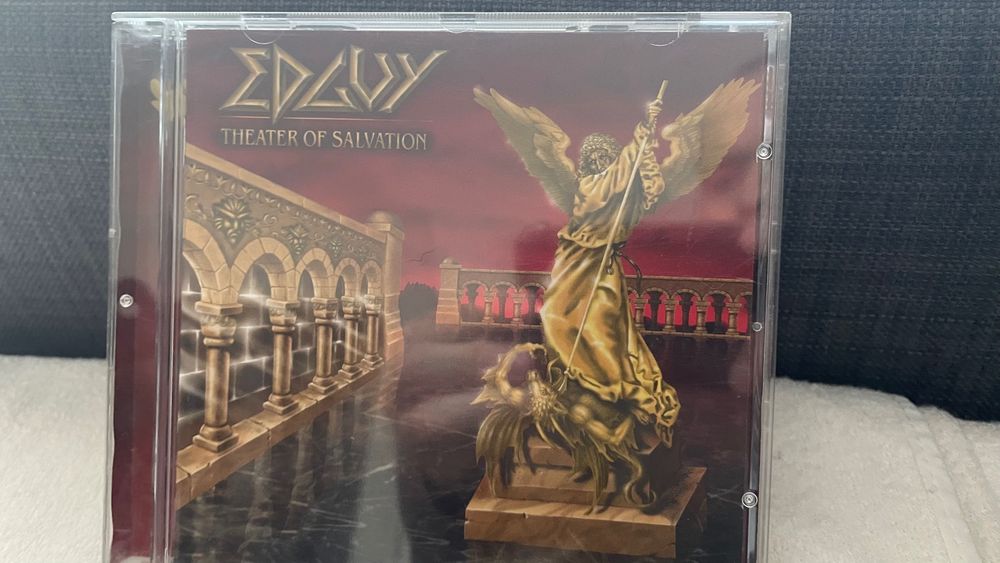 EDGUY
THEATER OF SALVATION